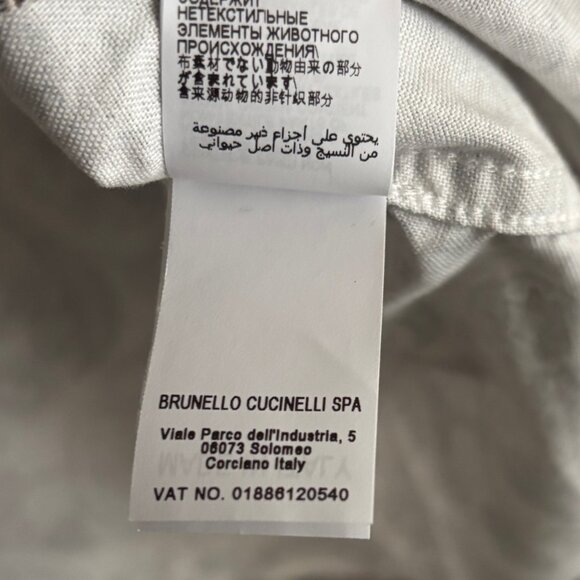 СОДЕРЖИТ
НЕТЕКСТИЛЬНЫЕ
ЭЛЕМЕНТЫ ЖИВОТНОГО
ПРОИСХОЖДЕНИЯ\
布素材でない動物由来の部分
が含まれています\
含来源动物的非针织部分
يحتوي على اجزاء غير مصنوعة
من النسيج وذات اصل حيواني
BRUNELLO CUCINELLI SPA
Viale Parco dell'Industria, 5
06073 Solomeo
Corciano Italy
VAT NO. 01886120540